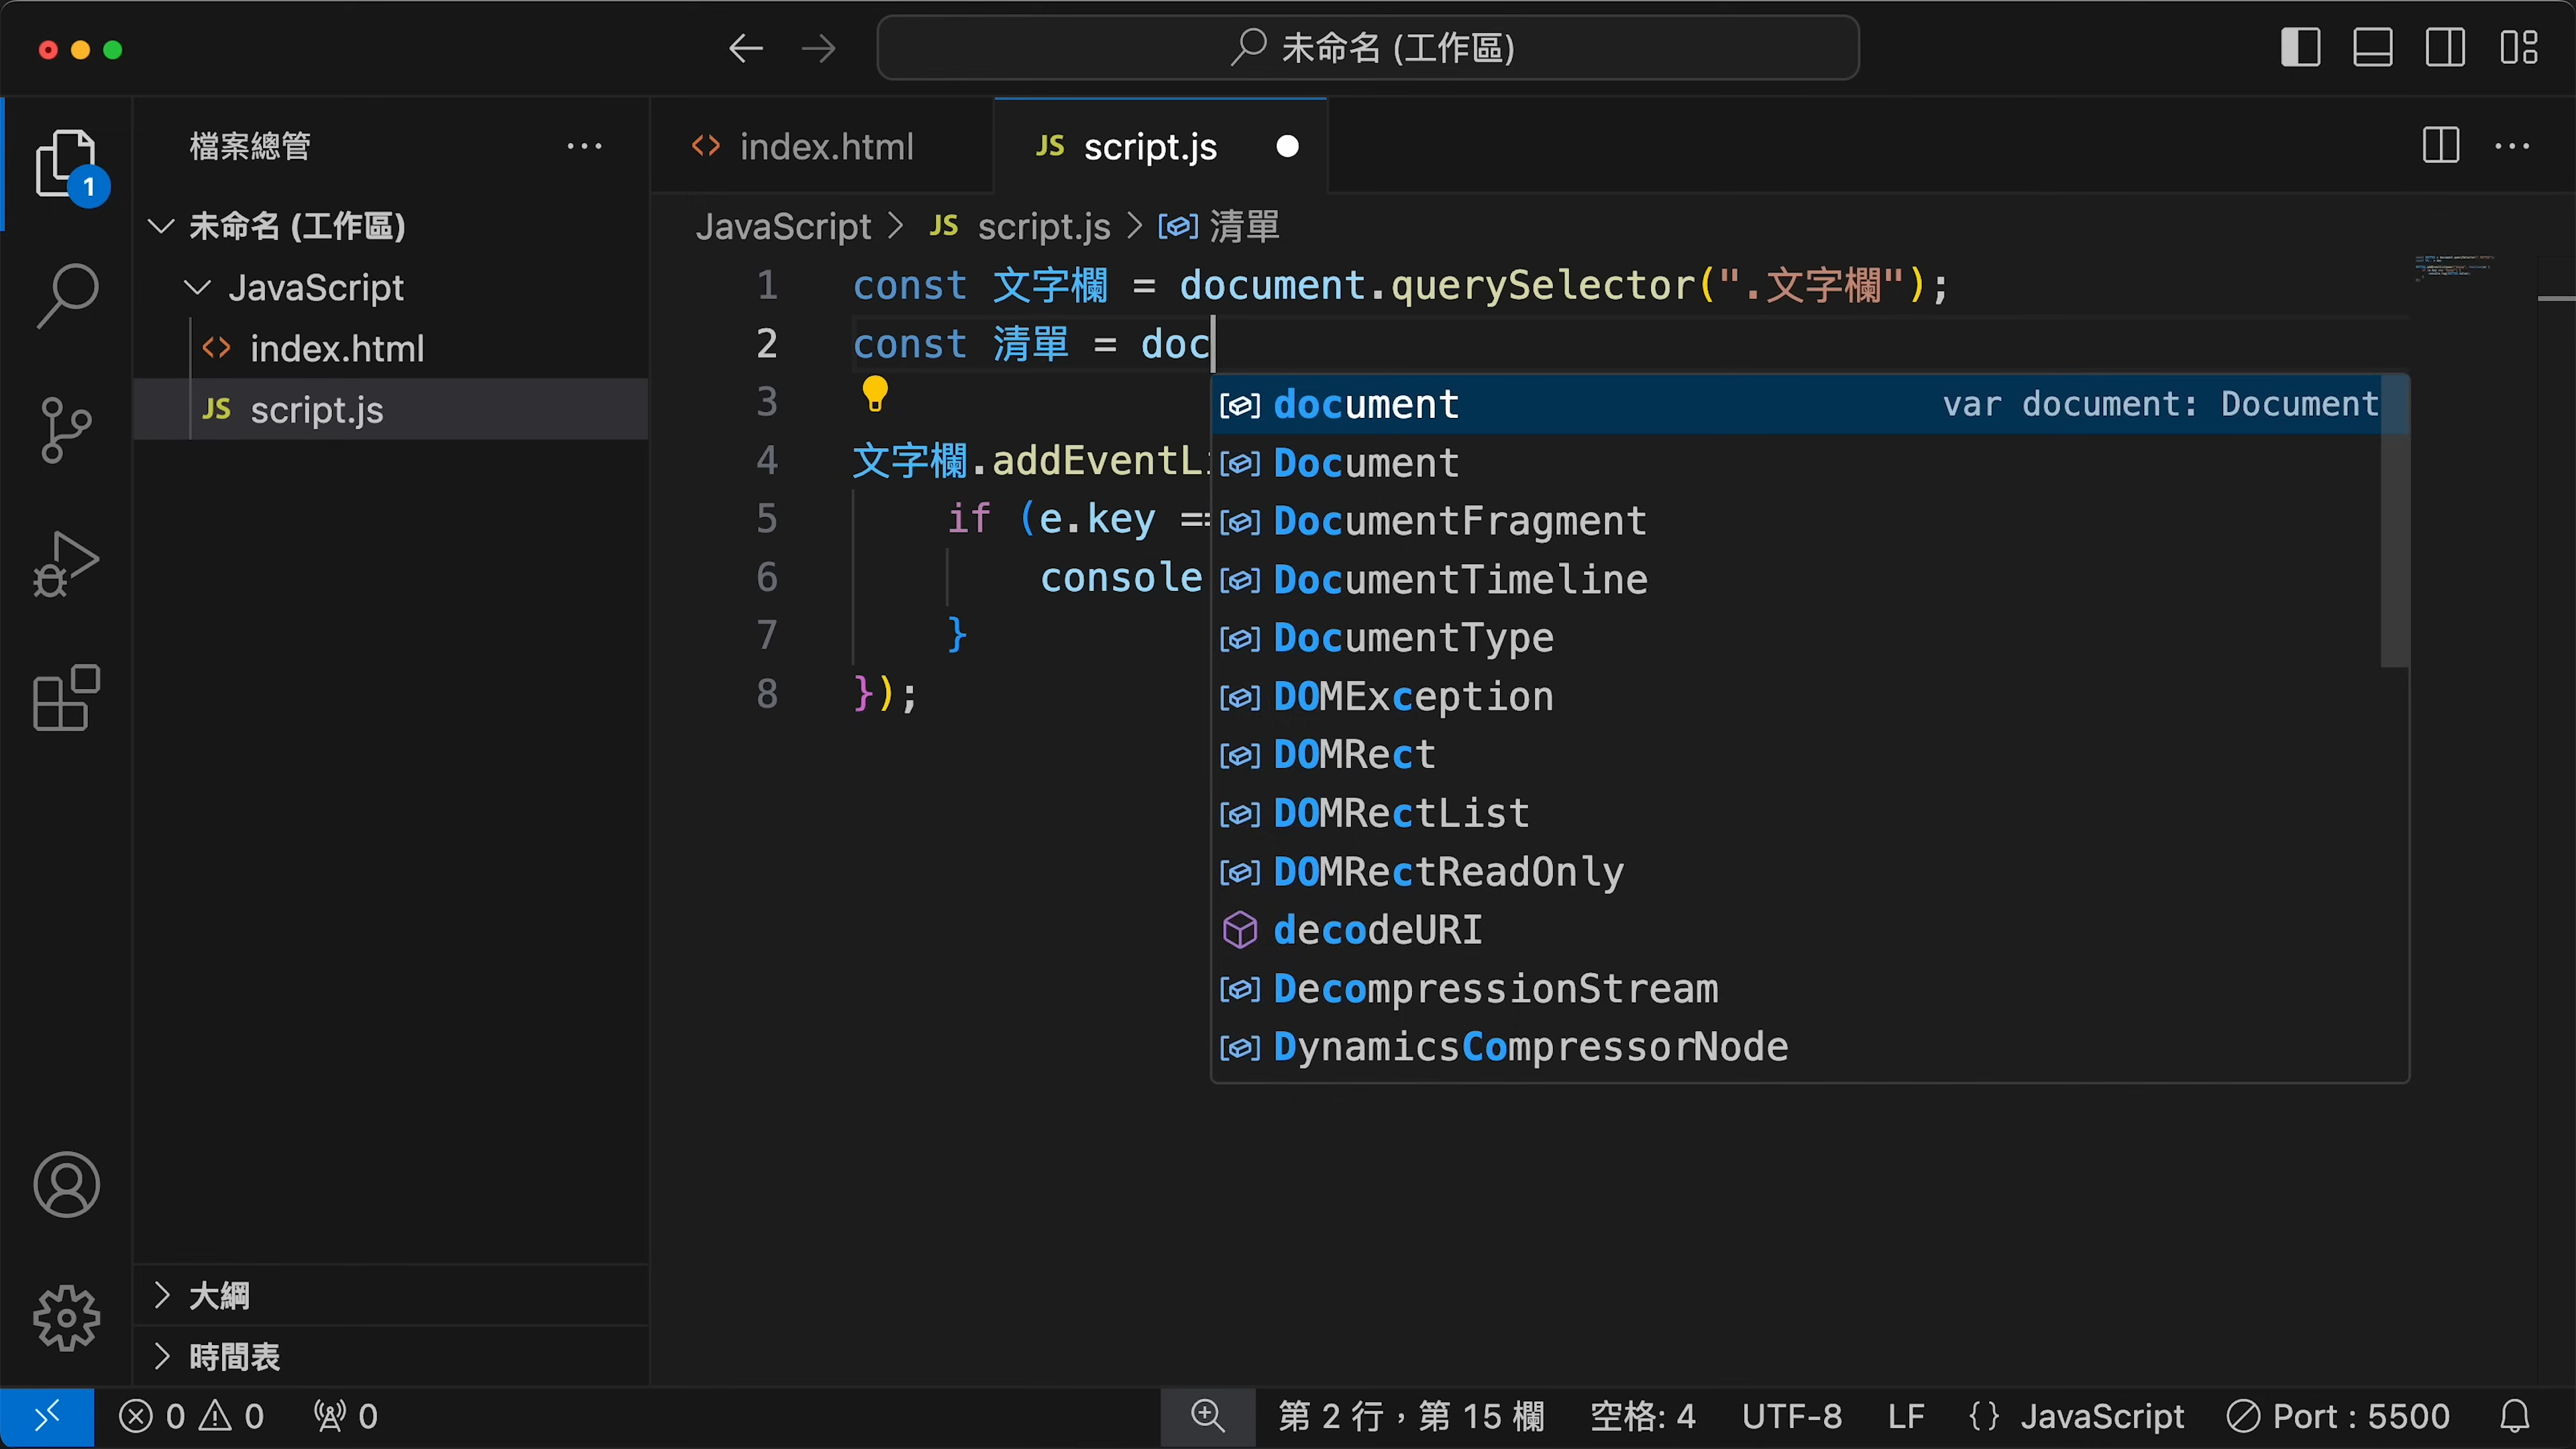 未命名 (工作區)
檔案總管
index.html
JS script.js
1
未命名 (工作區)
JavaScript > JS script.js > 清單
JavaScript
index.html
JS script.js
1 const 文字欄 = document.querySelector(".文字欄");
2 const 清單 = doc
3
4 文字欄.addEventLi
5 if (e.key ==
6 console
7 }
8 });
document var document: Document
Document
DocumentFragment
DocumentTimeline
DocumentType
DOMException
DOMRect
DOMRectList
DOMRectReadOnly
decodeURI
DecompressionStream
DynamicsCompressorNode
大綱
時間表
0 0 0 第 2 行，第 15 欄 空格: 4 UTF-8 LF {} JavaScript Port : 5500